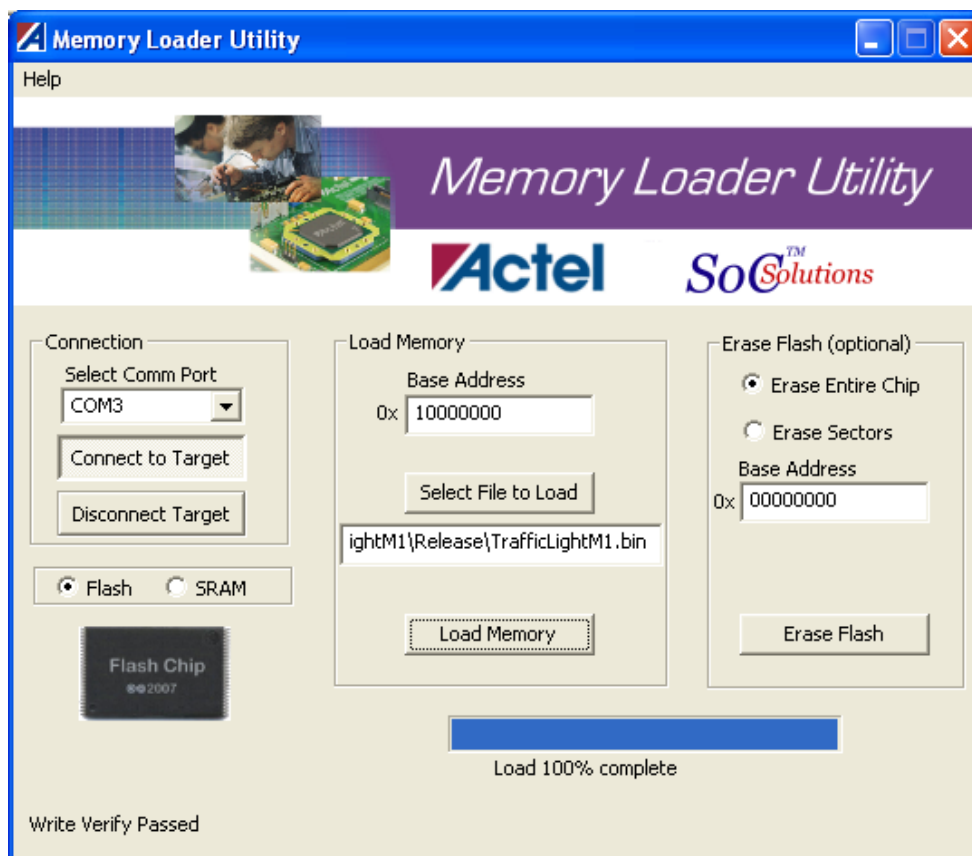 Memory Loader Utility
Help
Memory Loader Utility
Actel
SoCSolutions™
Connection
Select Comm Port
COM3
Connect to Target
Disconnect Target
Flash SRAM
Flash Chip
2007
Load Memory
Base Address
0x 10000000
Select File to Load
ightM1\Release\TrafficLightM1.bin
Load Memory
Erase Flash (optional)
Erase Entire Chip
Erase Sectors
Base Address
0x 00000000
Erase Flash
Load 100% complete
Write Verify Passed